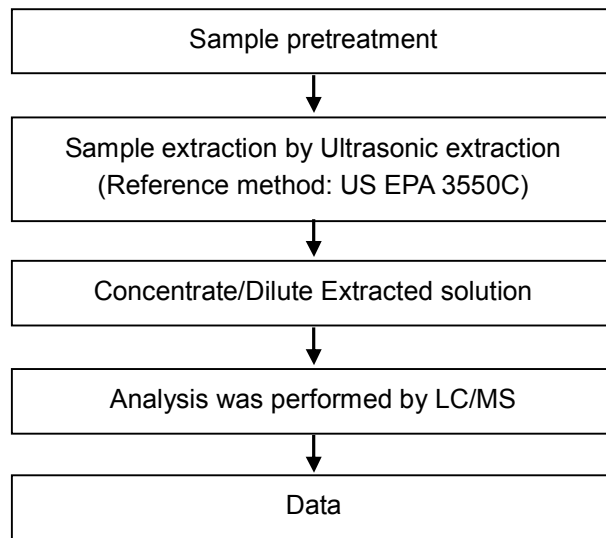 Sample pretreatment
Sample extraction by Ultrasonic extraction
(Reference method: US EPA 3550C)
Concentrate/Dilute Extracted solution
Analysis was performed by LC/MS
Data